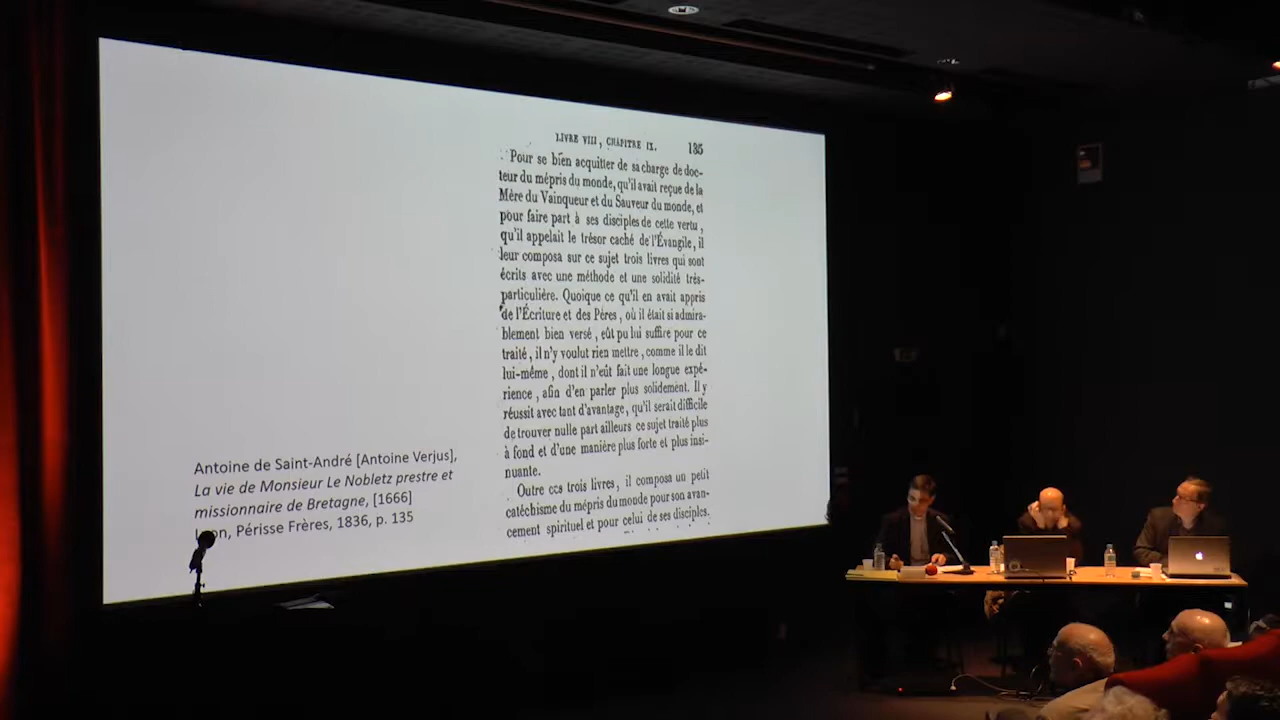 LIVRE VIII, CHAPITRE IX. 135
Pour se bien acquitter de sa charge de doc-
teur du mépris du monde, qu'il avait reçue de la
Mère du Vainqueur et du Sauveur du monde, et
pour faire part à ses disciples de cette vertu,
qu'il appelait le trésor caché de l'Évangile, il
leur composa sur ce sujet trois livres qui sont
écrits avec une méthode et une solidité très-
particulière. Quoique ce qu'il en avait appris
de l'Écriture et des Pères, où il était si admira-
blement bien versé, eût pu lui suffire pour ce
traité, il n'y voulut rien mettre, comme il le dit
lui-même, dont il n'eût fait une longue expé-
rience, afin d'en parler plus solidement. Il y
réussit avec tant d'avantage, qu'il serait difficile
de trouver nulle part ailleurs ce sujet traité plus
à fond et d'une manière plus forte et plus insi-
nuante.
Outre ces trois livres, il composa un petit
catéchisme du mépris du monde pour son avan-
cement spirituel et pour celui de ses disciples.
Antoine de Saint-André [Antoine Verjus],
La vie de Monsieur Le Nobletz prestre et
missionnaire de Bretagne, [1666]
Lyon, Périsse Frères, 1836, p. 135